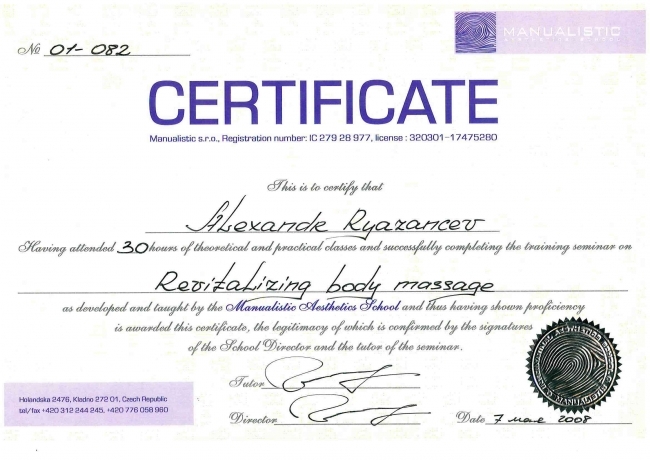 № 01-082
MANUALISTIC
AESTHETICS SCHOOL
CERTIFICATE
Manualistic s.r.o., Registration number: IC 279 28 977, license : 320301-17475280
This is to certify that
Alexandr Ryazancev
Having attended 30 hours of theoretical and practical classes and successfully completing the training seminar on
Revitalizing body massage
as developed and taught by the Manualistic Aesthetics School and thus having shown proficiency
is awarded this certificate, the legitimacy of which is confirmed by the signatures
of the School Director and the tutor of the seminar.
Tutor
Holandska 2476, Kladno 272 01, Czech Republic
tel/fax +420 312 244 245, +420 776 058 960
Director
Date 7 мая 2008
MANUALISTIC